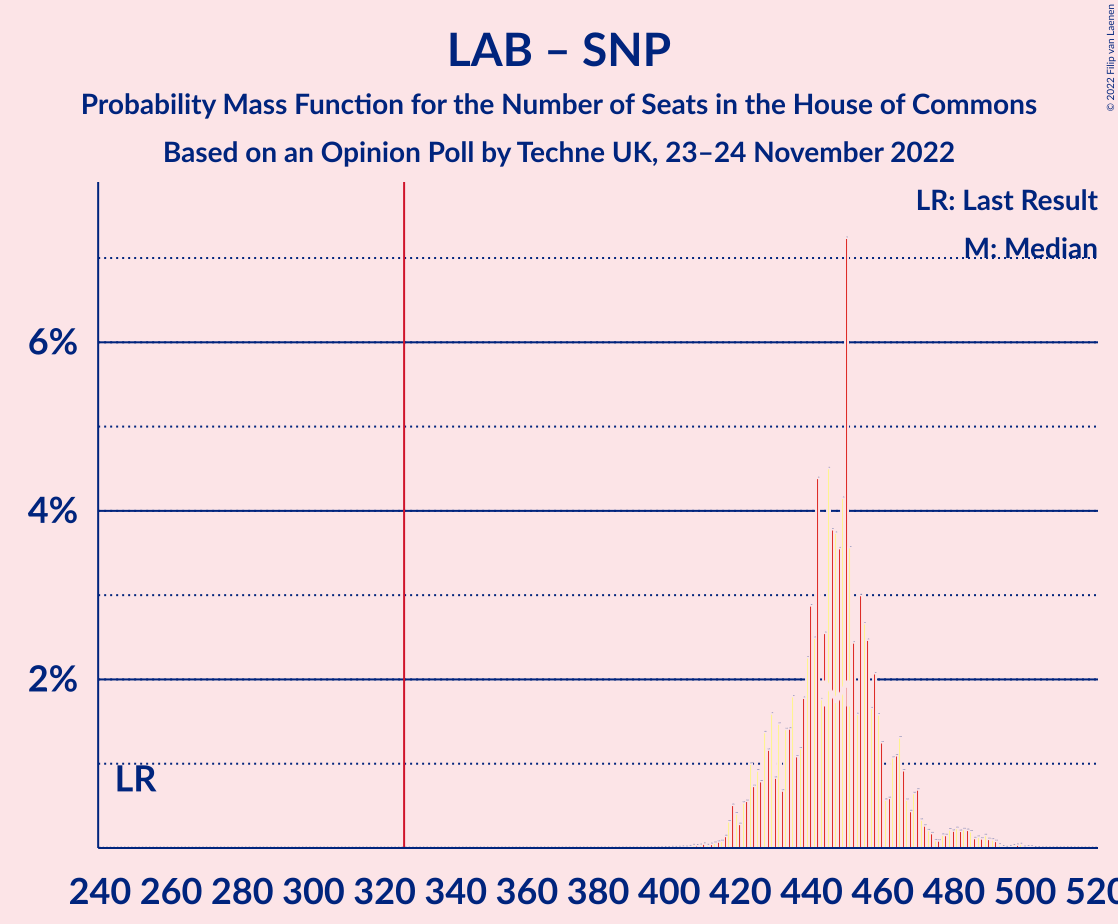 LAB – SNP
Probability Mass Function for the Number of Seats in the House of Commons
Based on an Opinion Poll by Techne UK, 23–24 November 2022
© 2022 Filip van Laenen
LR: Last Result
M: Median
6%
4%
2%
LR
240 260 280 300 320 340 360 380 400 420 440 460 480 500 520